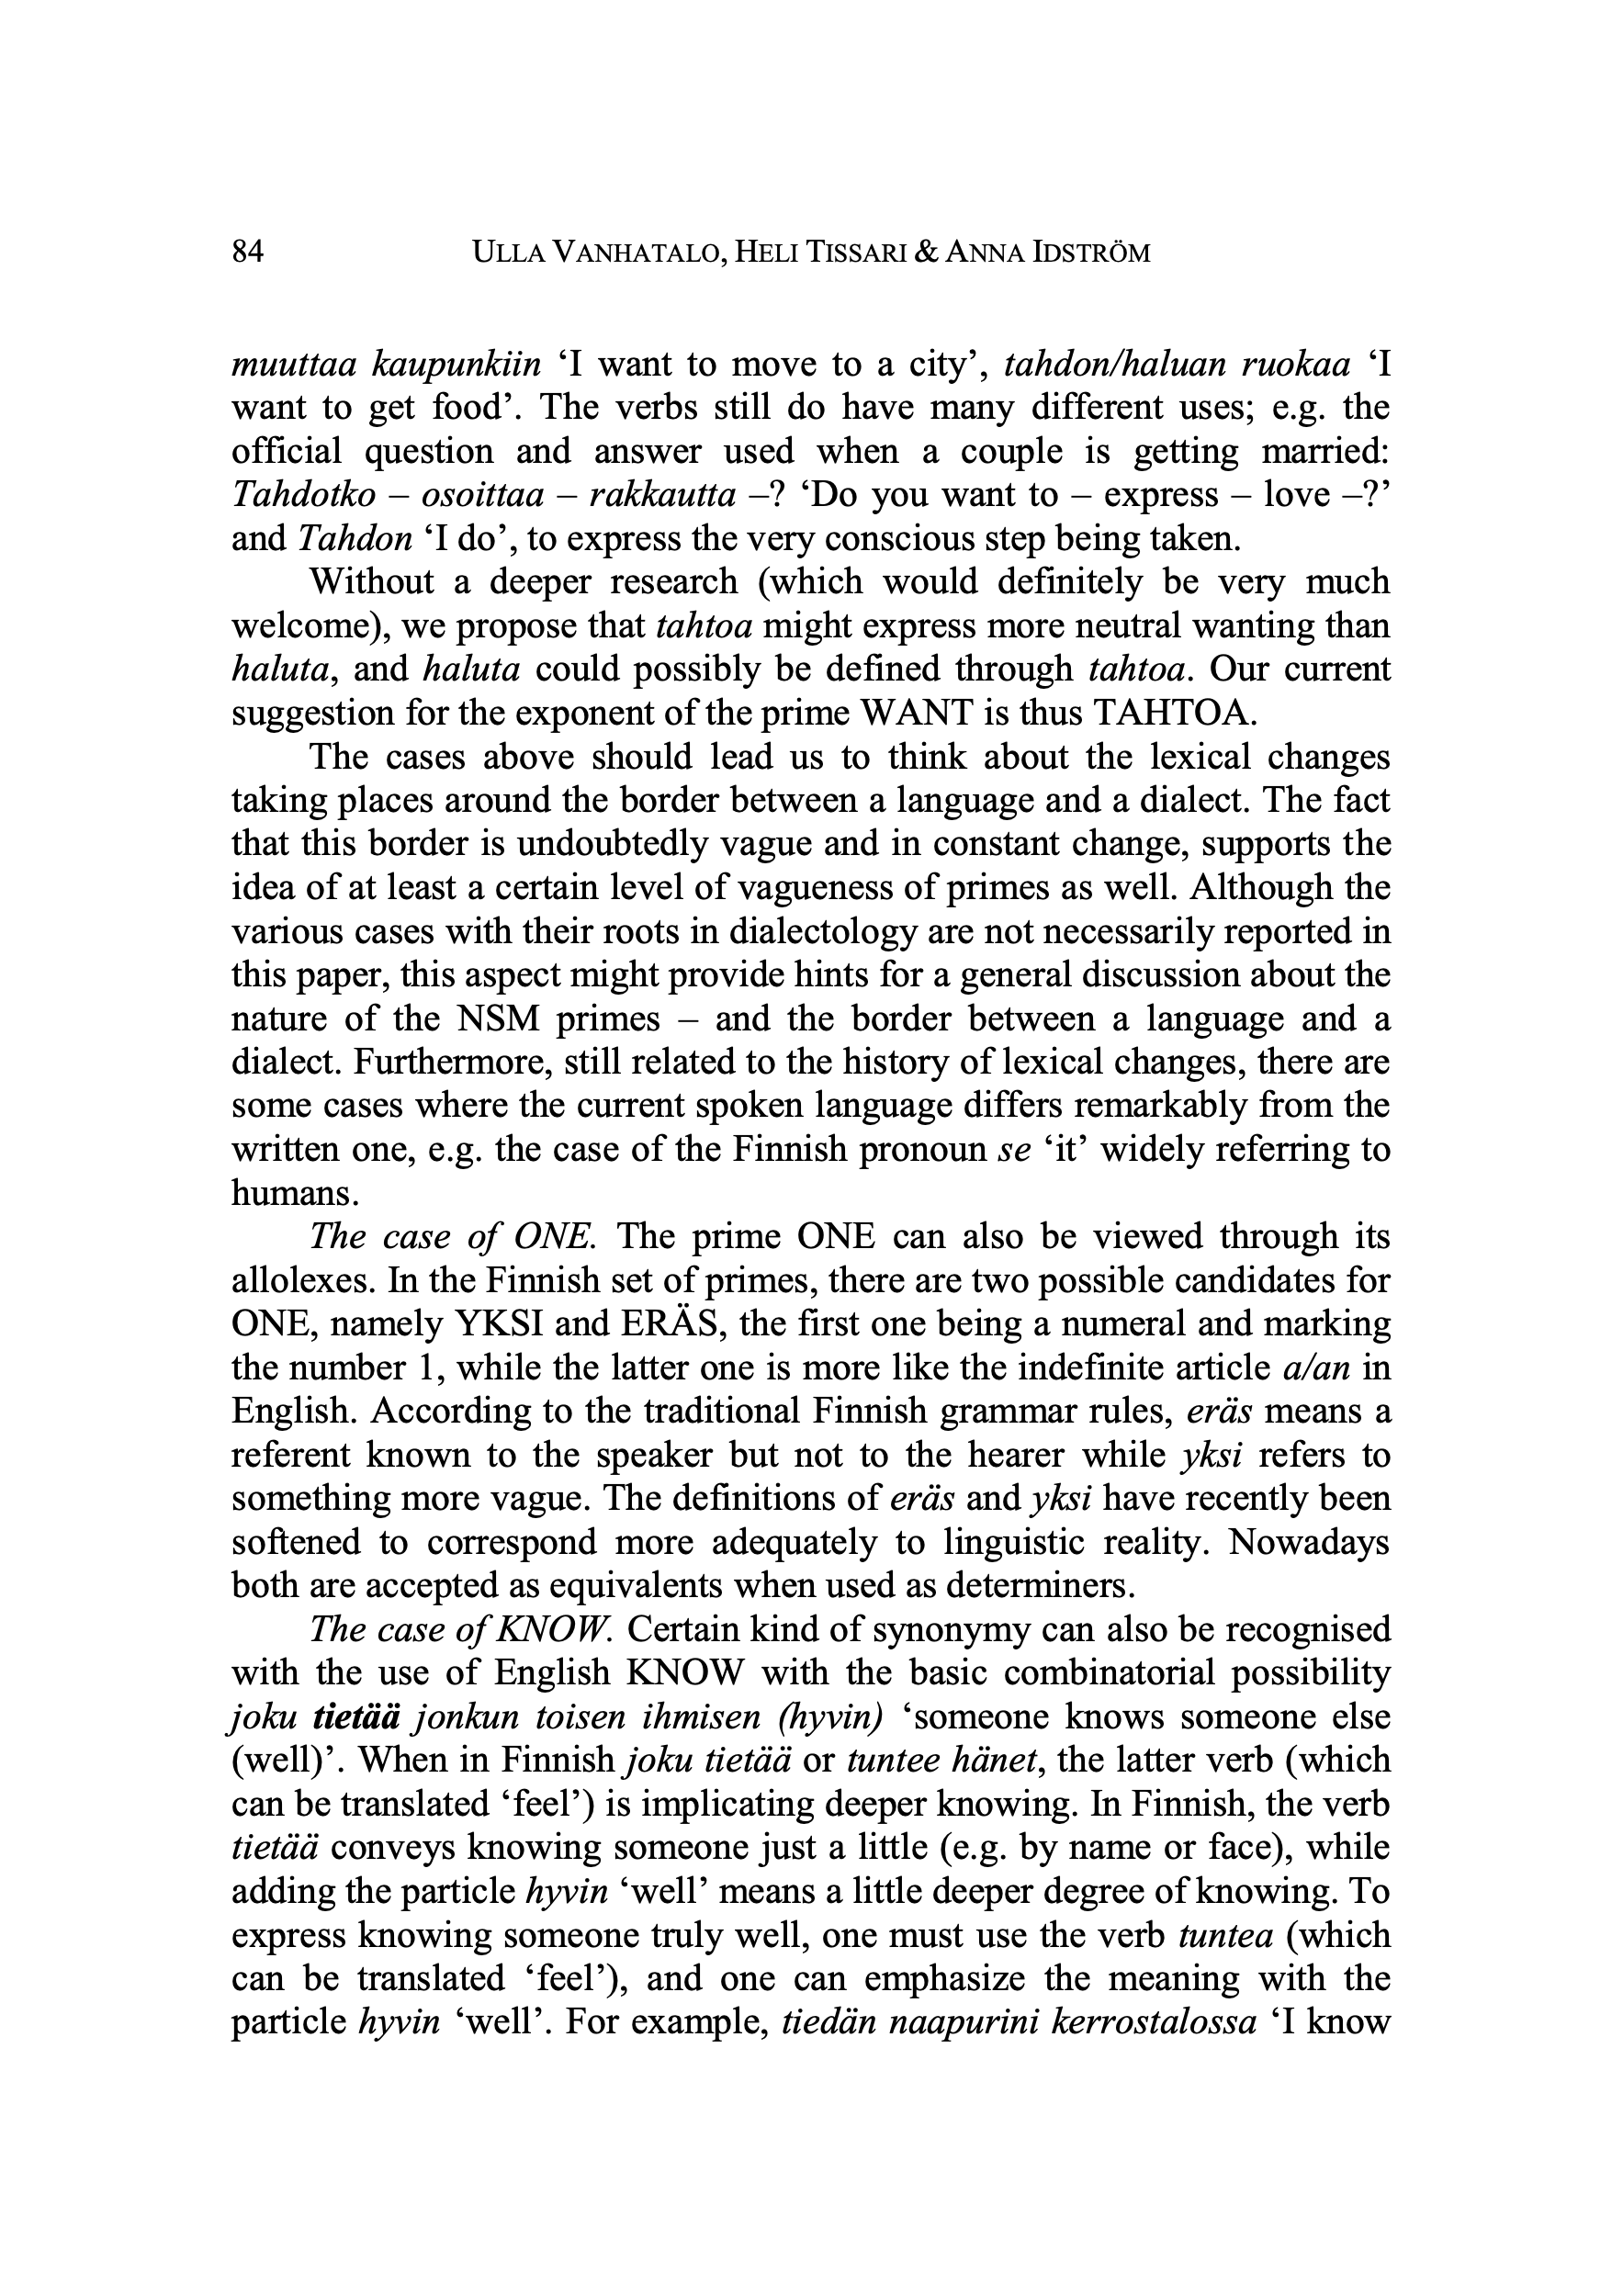 84 ULLA VANHATALO, HELI TISSARI & ANNA IDSTRÖM
muuttaa kaupunkiin ‘I want to move to a city’, tahdon/haluan ruokaa ‘I
want to get food’. The verbs still do have many different uses; e.g. the
official question and answer used when a couple is getting married:
Tahdotko – osoittaa – rakkautta –? ‘Do you want to – express – love –?’
and Tahdon ‘I do’, to express the very conscious step being taken.
Without a deeper research (which would definitely be very much
welcome), we propose that tahtoa might express more neutral wanting than
haluta, and haluta could possibly be defined through tahtoa. Our current
suggestion for the exponent of the prime WANT is thus TAHTOA.
The cases above should lead us to think about the lexical changes
taking places around the border between a language and a dialect. The fact
that this border is undoubtedly vague and in constant change, supports the
idea of at least a certain level of vagueness of primes as well. Although the
various cases with their roots in dialectology are not necessarily reported in
this paper, this aspect might provide hints for a general discussion about the
nature of the NSM primes – and the border between a language and a
dialect. Furthermore, still related to the history of lexical changes, there are
some cases where the current spoken language differs remarkably from the
written one, e.g. the case of the Finnish pronoun se ‘it’ widely referring to
humans.
The case of ONE. The prime ONE can also be viewed through its
allolexes. In the Finnish set of primes, there are two possible candidates for
ONE, namely YKSI and ERÄS, the first one being a numeral and marking
the number 1, while the latter one is more like the indefinite article a/an in
English. According to the traditional Finnish grammar rules, eräs means a
referent known to the speaker but not to the hearer while yksi refers to
something more vague. The definitions of eräs and yksi have recently been
softened to correspond more adequately to linguistic reality. Nowadays
both are accepted as equivalents when used as determiners.
The case of KNOW. Certain kind of synonymy can also be recognised
with the use of English KNOW with the basic combinatorial possibility
joku tietää jonkun toisen ihmisen (hyvin) ‘someone knows someone else
(well)’. When in Finnish joku tietää or tuntee hänet, the latter verb (which
can be translated ‘feel’) is implicating deeper knowing. In Finnish, the verb
tietää conveys knowing someone just a little (e.g. by name or face), while
adding the particle hyvin ‘well’ means a little deeper degree of knowing. To
express knowing someone truly well, one must use the verb tuntea (which
can be translated ‘feel’), and one can emphasize the meaning with the
particle hyvin ‘well’. For example, tiedän naapurini kerrostalossa ‘I know